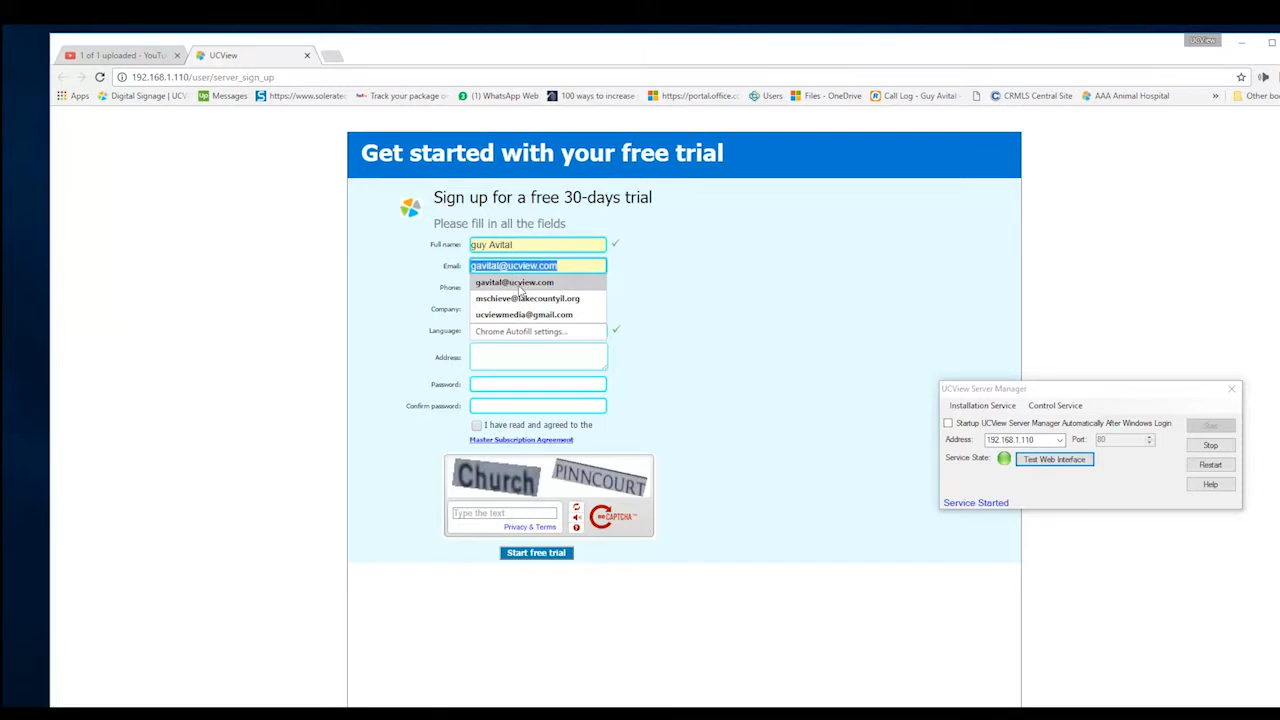 UCView
1 of 1 uploaded - YouTu
UCView
192.168.1.110/user/server_sign_up
Apps
Digital Signage | UCV
Messages
https://www.solerate
Track your package o
(1) WhatsApp Web
100 ways to increase
https://portal.office.c
Users
Files - OneDrive
Call Log - Guy Avital -
CRMLS Central Site
AAA Animal Hospital
»
Other bo
Get started with your free trial
Sign up for a free 30-days trial
Please fill in all the fields
Full name: guy Avital
Email: gavital@ucview.com
gavital@ucview.com
Phone:
mschieve@lakecountyil.org
Company:
ucviewmedia@gmail.com
Language: Chrome Autofill settings...
Address:
Password:
Confirm password:
I have read and agreed to the
Master Subscription Agreement
Church PINNCOURT
Type the text
Privacy & Terms
reCAPTCHA™
Start free trial
UCView Server Manager
Installation Service Control Service
Startup UCView Server Manager Automatically After Windows Login
Start
Address: 192.168.1.110 Port: 80
Stop
Service State: Test Web Interface
Restart
Help
Service Started